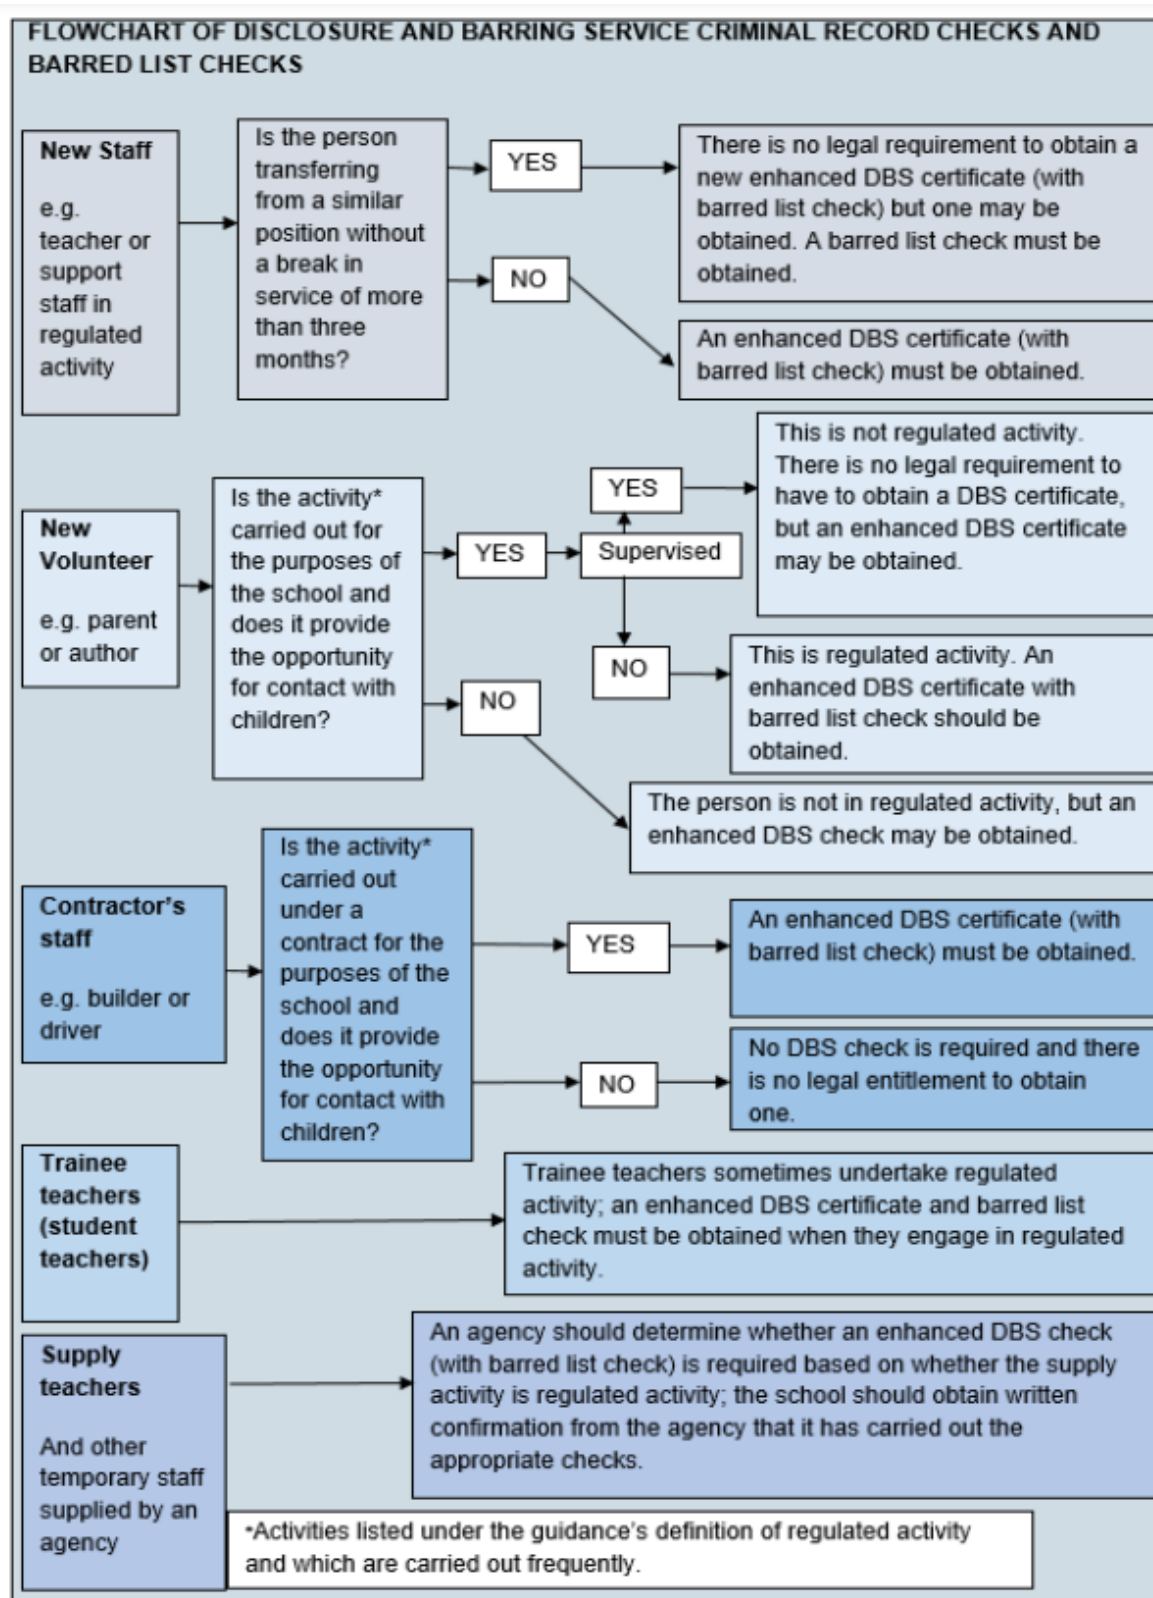 FLOWCHART OF DISCLOSURE AND BARRING SERVICE CRIMINAL RECORD CHECKS AND
BARRED LIST CHECKS
New Staff
e.g.
teacher or
support
staff in
regulated
activity
Is the person
transferring
from a similar
position without
a break in
service of more
than three
months?
YES
There is no legal requirement to obtain a
new enhanced DBS certificate (with
barred list check) but one may be
obtained. A barred list check must be
obtained.
NO
An enhanced DBS certificate (with
barred list check) must be obtained.
New
Volunteer
e.g. parent
or author
Is the activity*
carried out for
the purposes of
the school and
does it provide
the opportunity
for contact with
children?
YES
Supervised
YES
This is not regulated activity.
There is no legal requirement to
have to obtain a DBS certificate,
but an enhanced DBS certificate
may be obtained.
NO
This is regulated activity. An
enhanced DBS certificate with
barred list check should be
obtained.
NO
The person is not in regulated activity, but an
enhanced DBS check may be obtained.
Contractor's
staff
e.g. builder or
driver
Is the activity*
carried out
under a
contract for the
purposes of the
school and
does it provide
the opportunity
for contact with
children?
YES
An enhanced DBS certificate (with
barred list check) must be obtained.
NO
No DBS check is required and there
is no legal entitlement to obtain
one.
Trainee
teachers
(student
teachers)
Trainee teachers sometimes undertake regulated
activity; an enhanced DBS certificate and barred list
check must be obtained when they engage in regulated
activity.
Supply
teachers
And other
temporary staff
supplied by an
agency
An agency should determine whether an enhanced DBS check
(with barred list check) is required based on whether the supply
activity is regulated activity; the school should obtain written
confirmation from the agency that it has carried out the
appropriate checks.
*Activities listed under the guidance's definition of regulated activity
and which are carried out frequently.